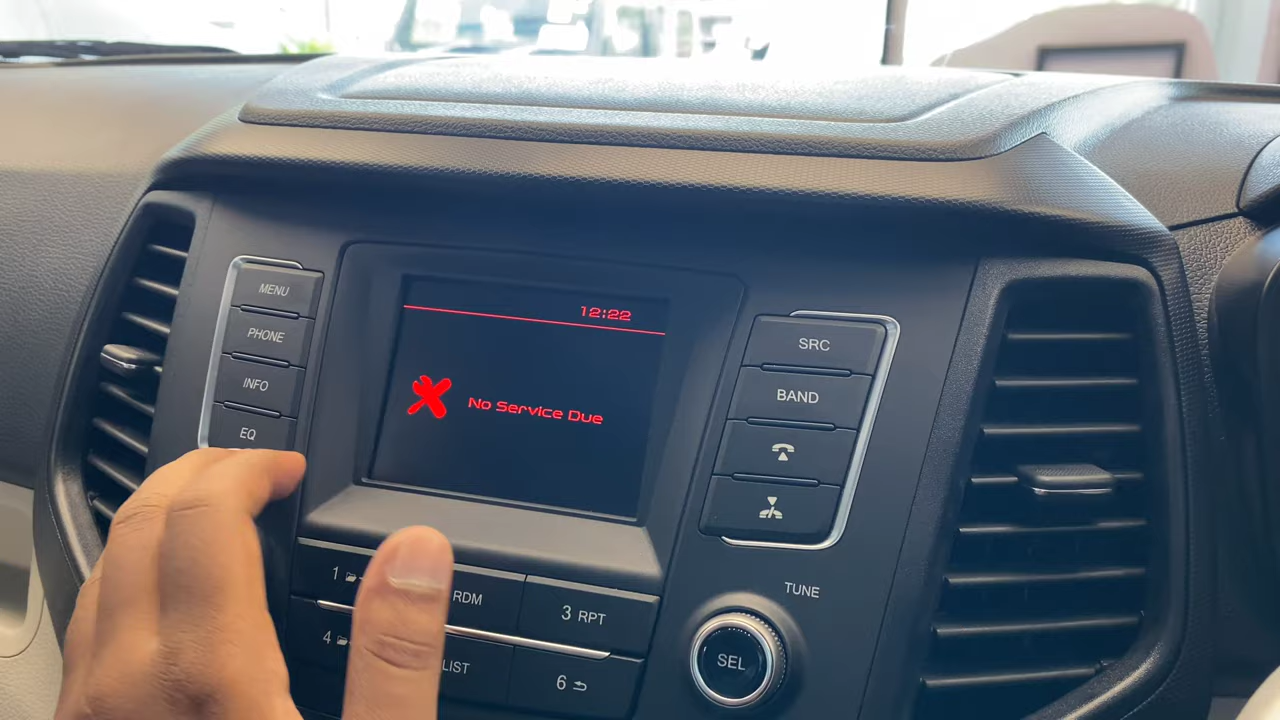 MENU
PHONE
INFO
EQ
12:22
No Service Due
SRC
BAND
TUNE
SEL
1
RDM
3 RPT
4
LIST
6